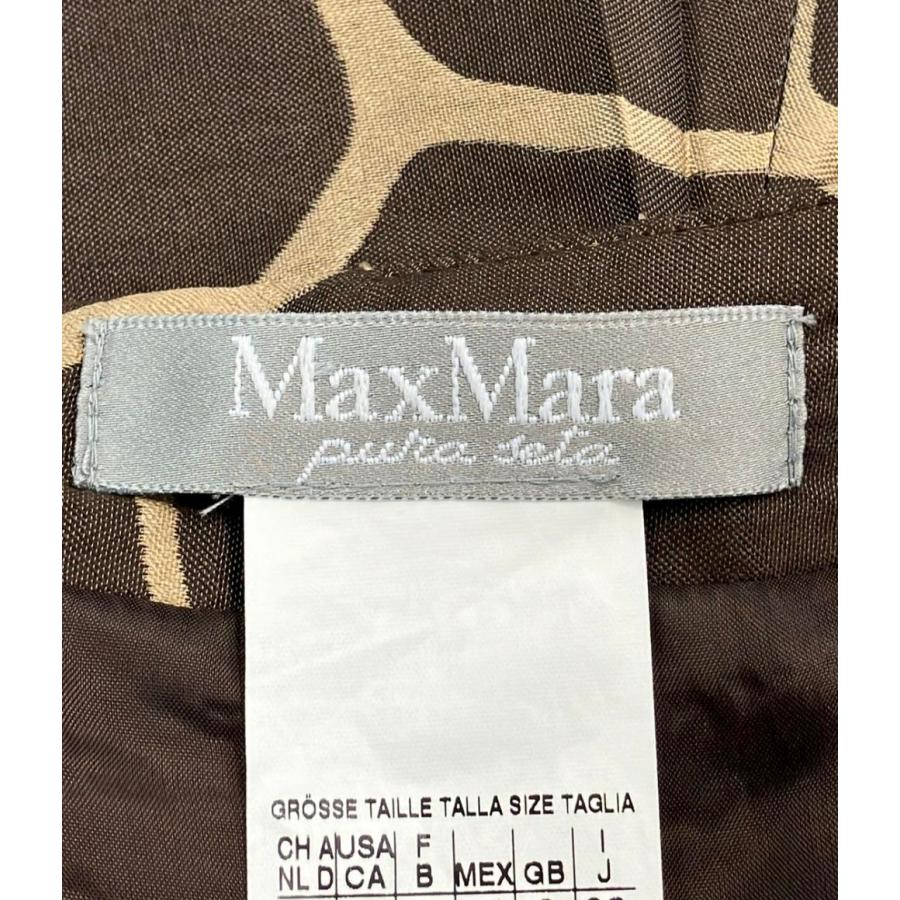 MaxMara
pura seta
GRÖSSE TAILLE TALLA SIZE TAGLIA
CH A USA F I
NL D CA B MEX GB J